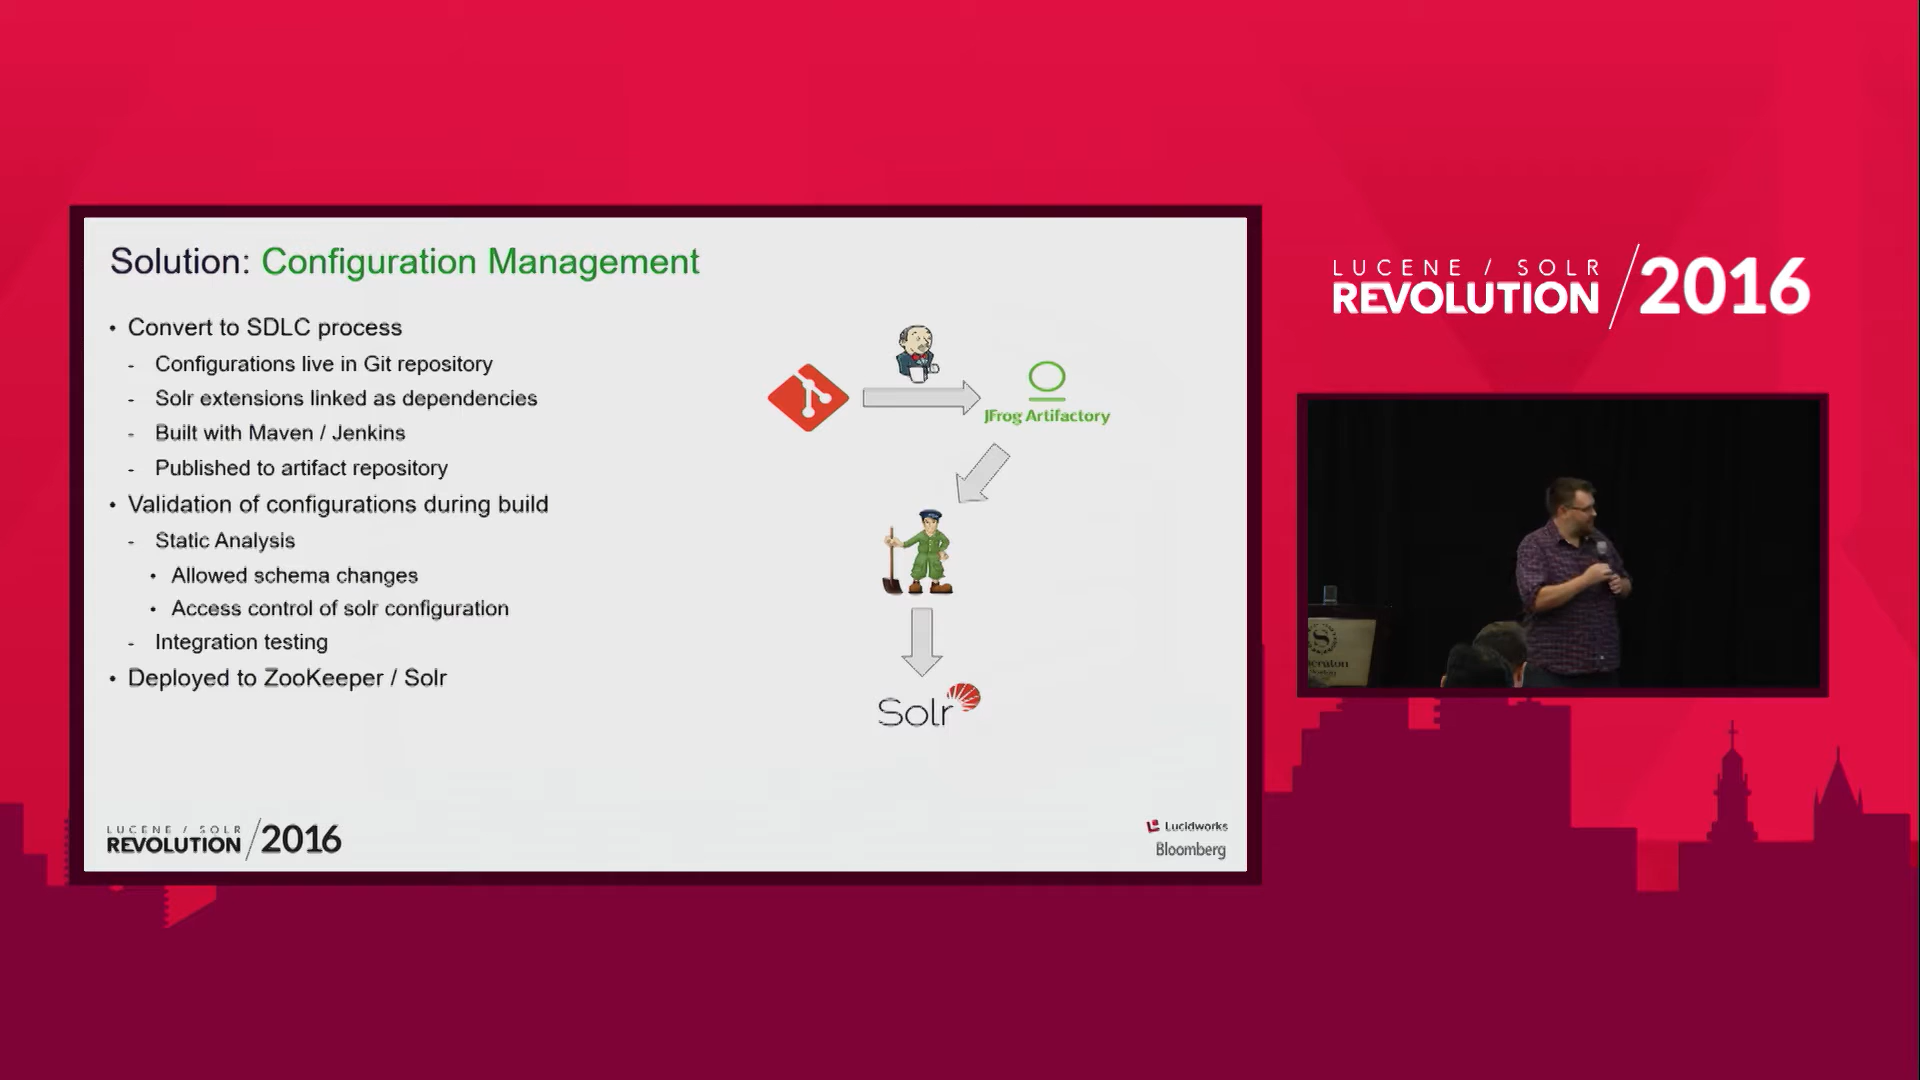 Solution: Configuration Management
• Convert to SDLC process
- Configurations live in Git repository
- Solr extensions linked as dependencies
- Built with Maven / Jenkins
- Published to artifact repository
• Validation of configurations during build
- Static Analysis
• Allowed schema changes
• Access control of solr configuration
- Integration testing
• Deployed to ZooKeeper / Solr
JFrog Artifactory
Solr
LUCENE / SOLR
REVOLUTION / 2016
Lucidworks
Bloomberg
LUCENE / SOLR
REVOLUTION / 2016